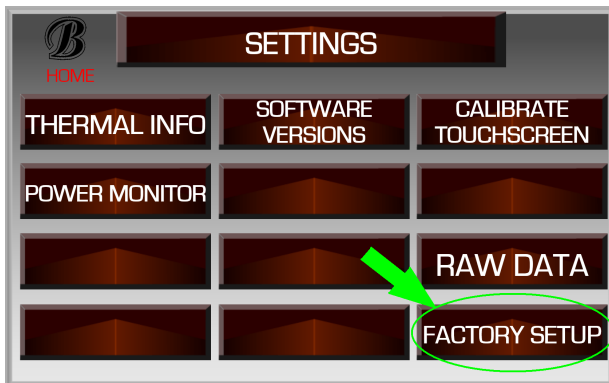 B
SETTINGS
HOME
THERMAL INFO
SOFTWARE
VERSIONS
CALIBRATE
TOUCHSCREEN
POWER MONITOR
RAW DATA
FACTORY SETUP